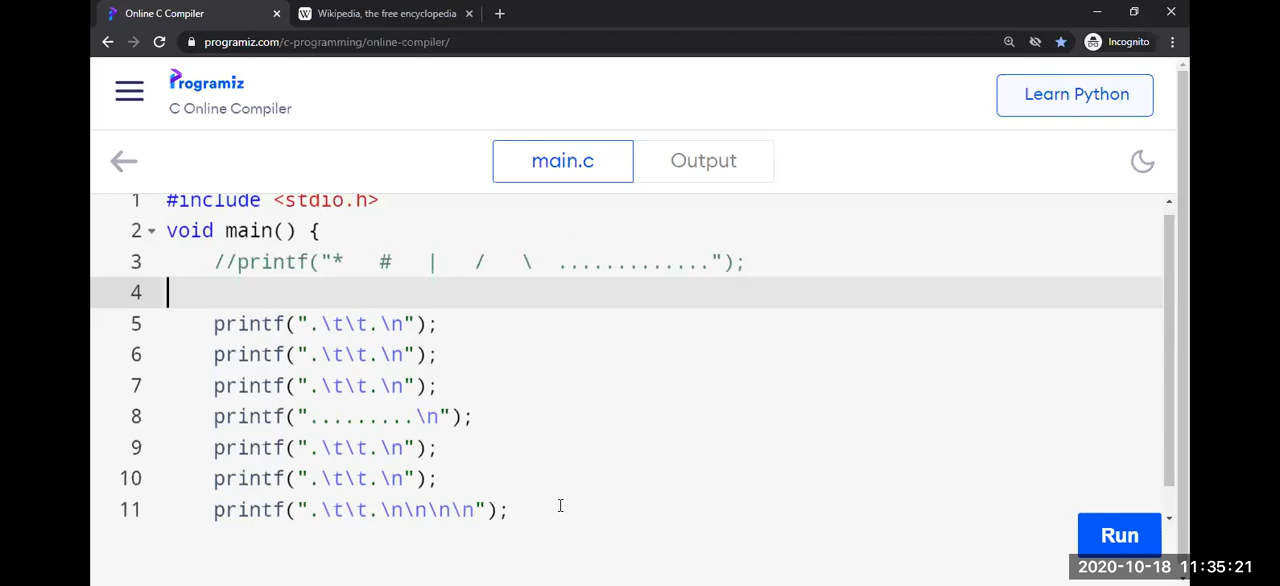 Online C Compiler
Wikipedia, the free encyclopedia
programiz.com/c-programming/online-compiler/
Incognito
Programiz
C Online Compiler
Learn Python
main.c
Output
1 #include <stdio.h>
2 void main() {
3 //printf("*   #   |   /   \  .............");
4
5 printf(".\t\t.\n");
6 printf(".\t\t.\n");
7 printf(".\t\t.\n");
8 printf(".........\n");
9 printf(".\t\t.\n");
10 printf(".\t\t.\n");
11 printf(".\t\t.\n\n\n\n");
Run
2020-10-18 11:35:21